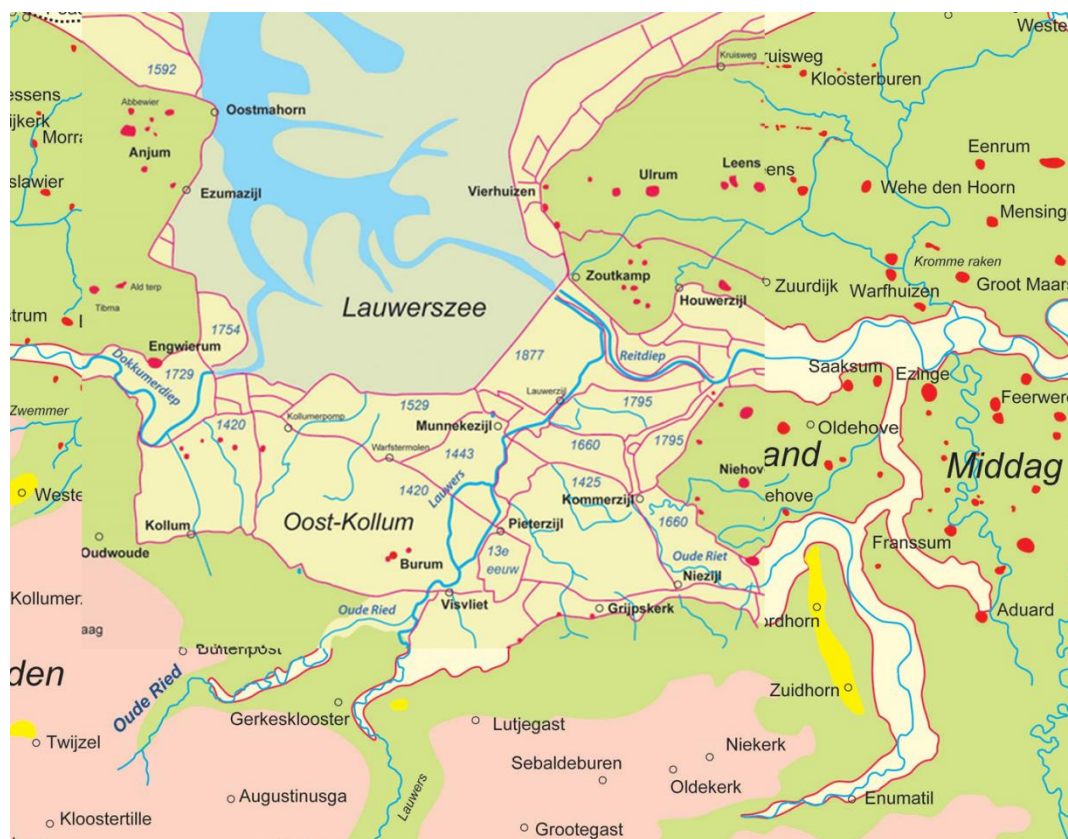 1592
Kruisweg
ruisweg
Weste
Kloosterburen
essens
Abbewier
Oostmahorn
ijkerk
Morra
Anjum
Eenrum
Leens
ens
Ulrum
Vierhuizen
Wehe den Hoorn
slawier
Ezumazijl
Mensing
Kromme raken
Zoutkamp
Zuurdijk
Groot Maars
Ald terp
Tibma
Houwerzijl
Warfhuizen
Lauwerszee
strum
1754
Engwierum
Dokkumerdiep
1729
1877
Reitdiep
Saaksum
Ezinge
Lauwerzijl
1795
Feerwer
Zwemmer
1529
Kollumerpomp
1420
Munnekezijl
Oldehove
1660
1795
Warfstermolen
1443
and
Middag
Niehov
1425
1420
Lauwers
Kommerzijl
ehove
Weste
Oost-Kollum
1660
Kollum
Pieterzijl
Franssum
Oudwoude
13e
eeuw
Oude Riet
Burum
Niezijl
Visvliet
Kollumer
Oude Ried
Grijpskerk
Aduard
ordhorn
aag
Buitenpost
den
Oude Ried
Zuidhorn
Gerkesklooster
Lutjegast
Twijzel
Niekerk
Sebaldeburen
Oldekerk
Lauwers
Augustinusga
Enumatil
Kloostertille
Grootegast